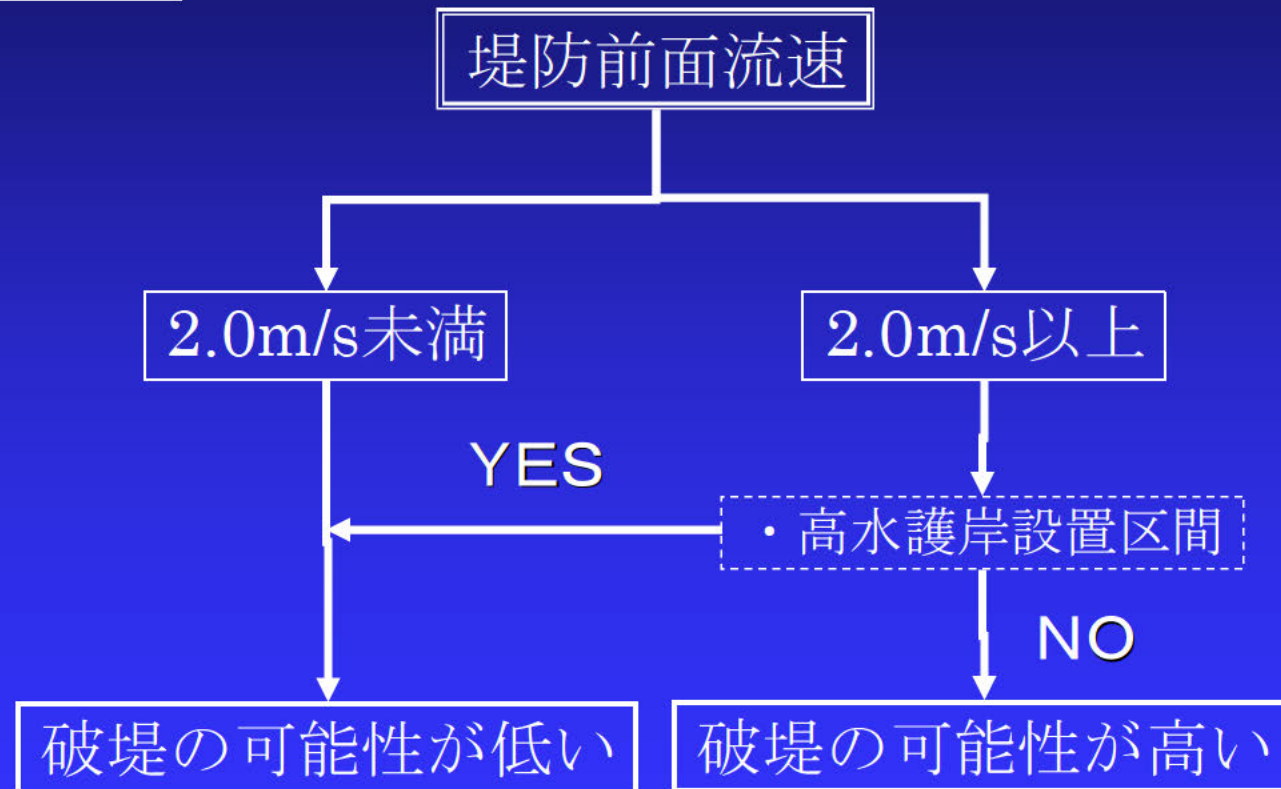 堤防前面流速
2.0m/s未満
2.0m/s以上
YES
・高水護岸設置区間
NO
破堤の可能性が低い
破堤の可能性が高い